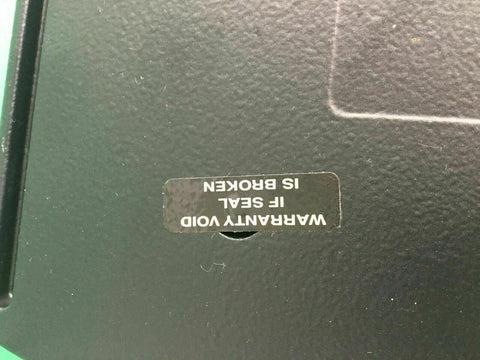 WARRANTY VOID
IF SEAL
IS BROKEN